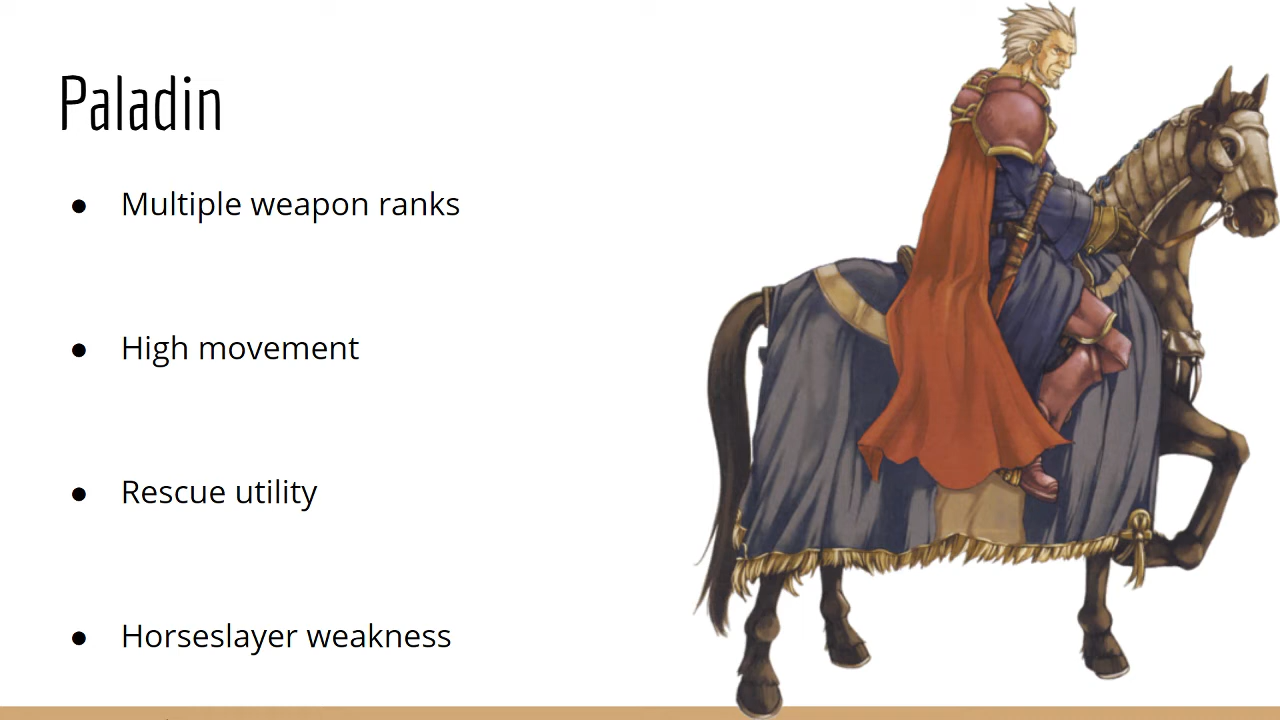 Paladin
● Multiple weapon ranks
● High movement
● Rescue utility
● Horseslayer weakness